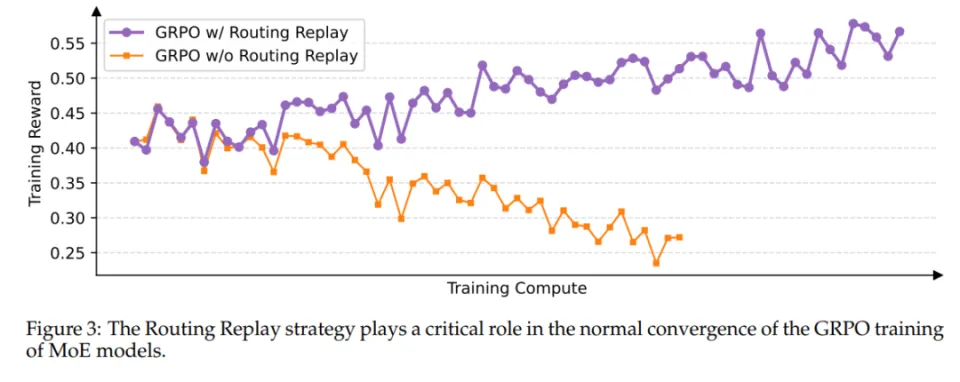 GRPO w/ Routing Replay
GRPO w/o Routing Replay
0.55
0.50
0.45
0.40
0.35
0.30
0.25
Training Reward
Training Compute
Figure 3: The Routing Replay strategy plays a critical role in the normal convergence of the GRPO training
of MoE models.